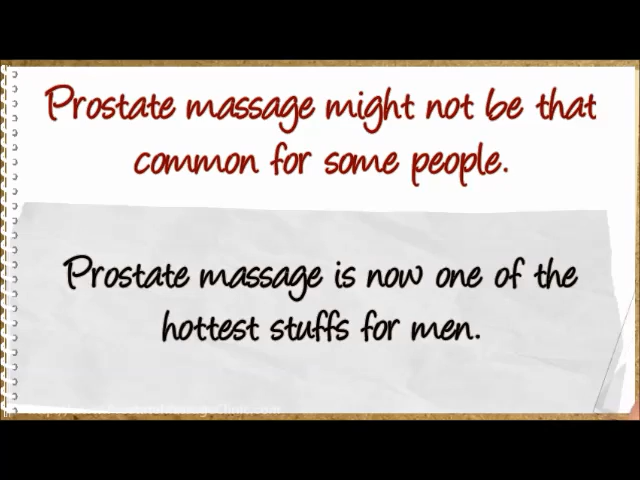 Prostate massage might not be that
common for some people.
Prostate massage is now one of the
hottest stuffs for men.